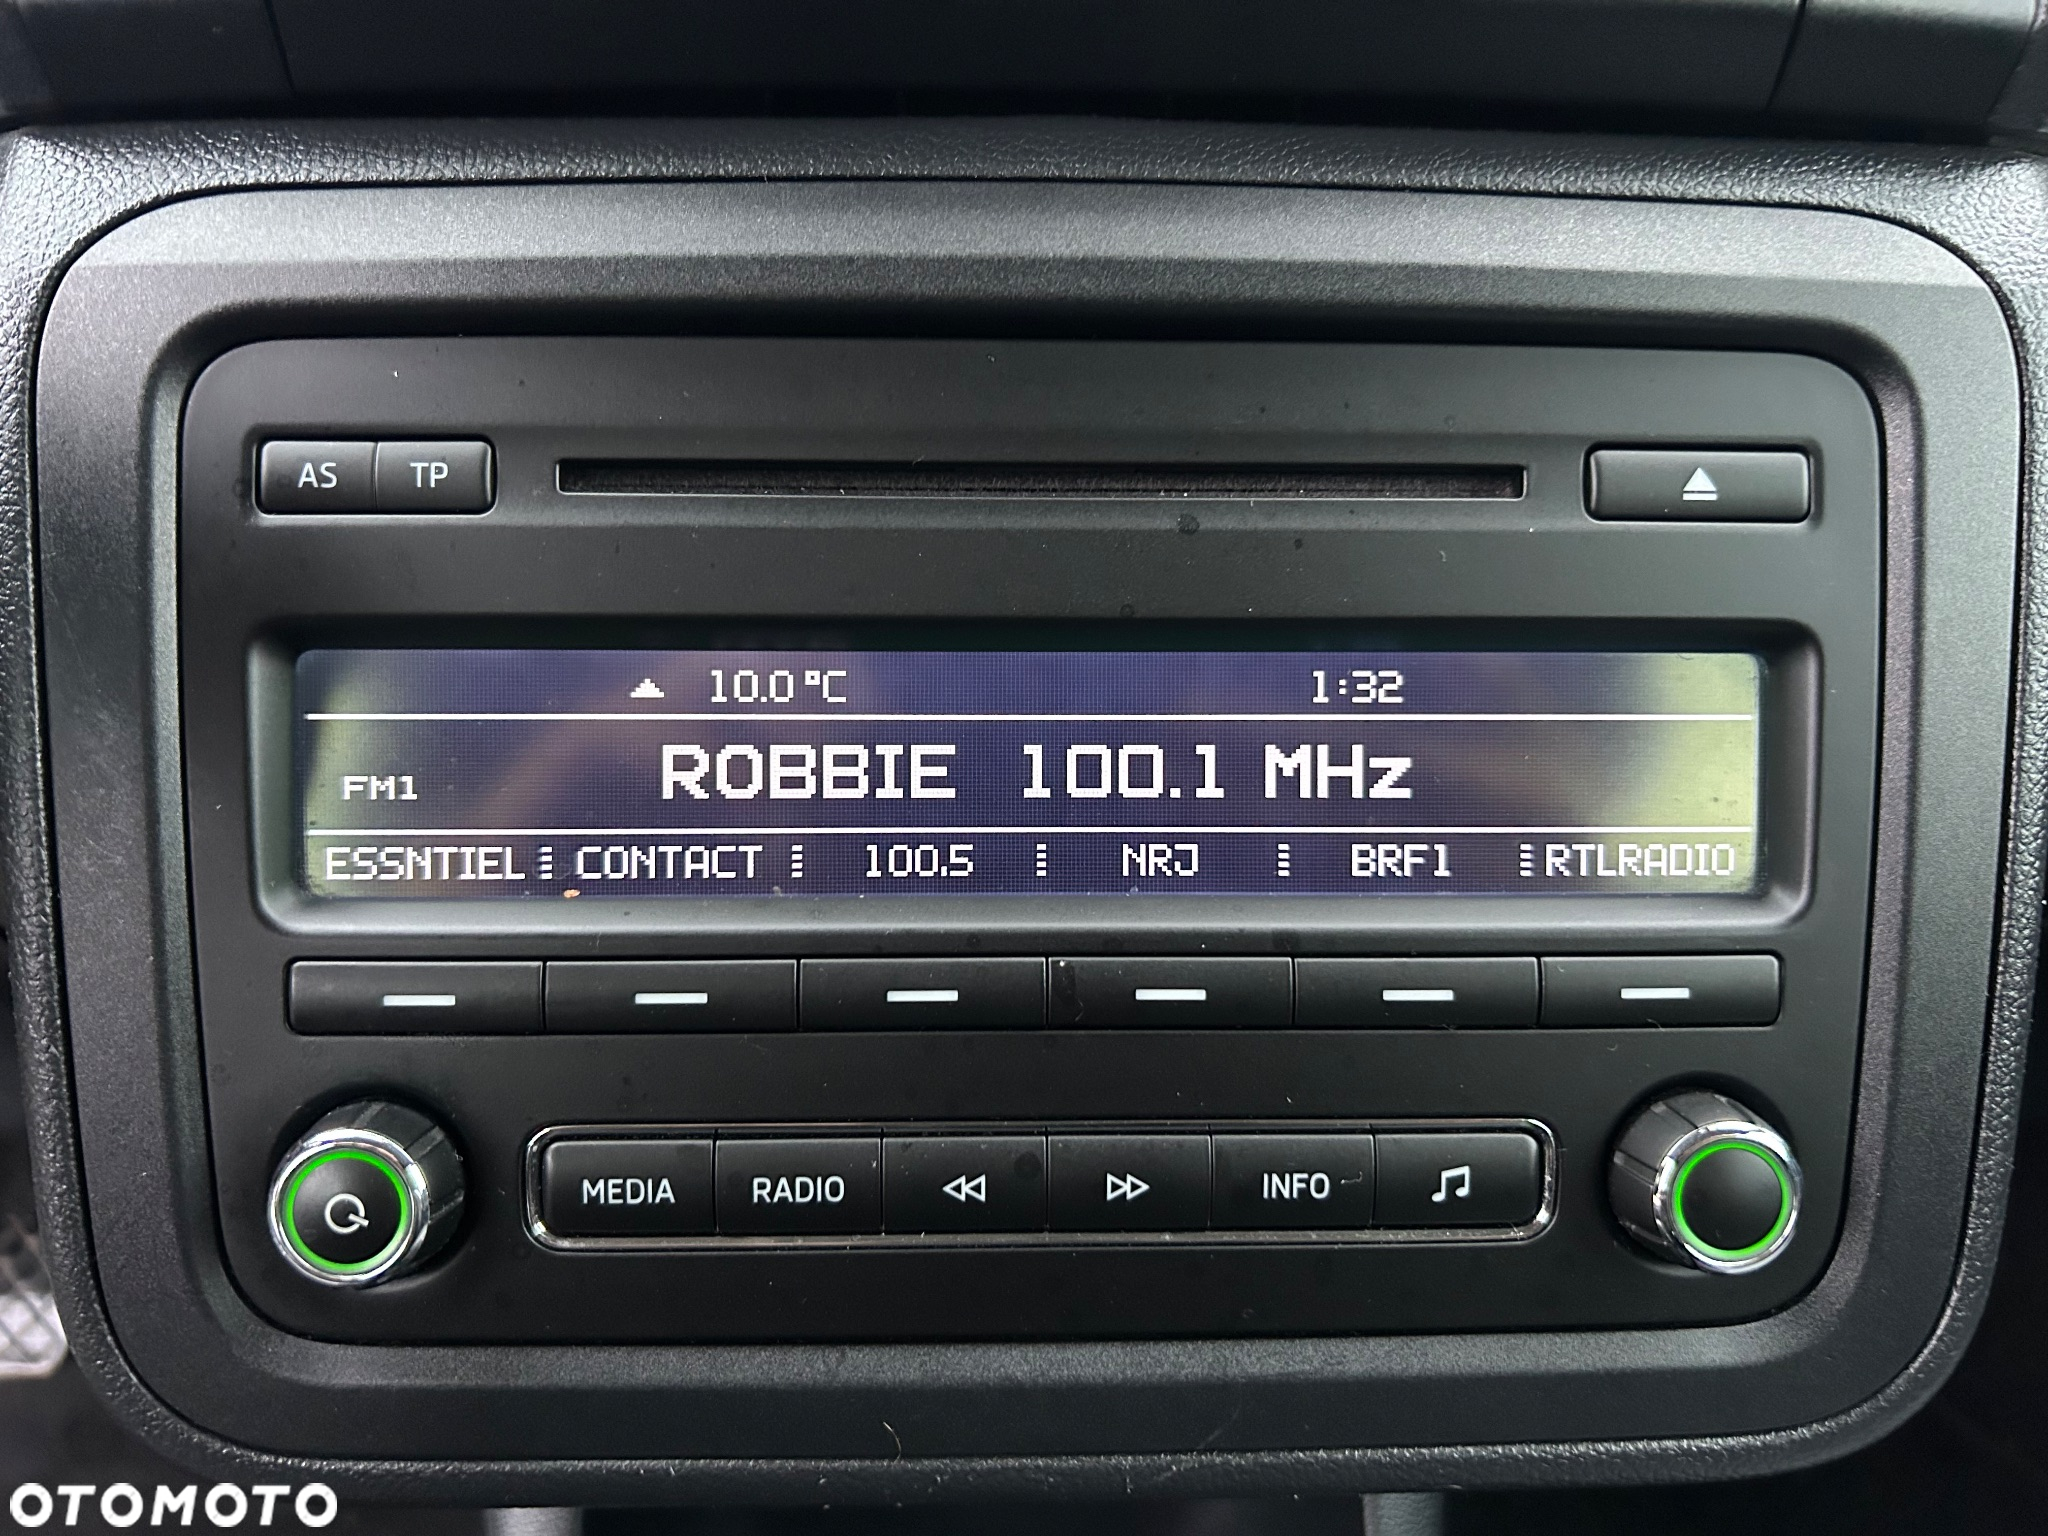 AS TP
10.0 °C 1:32
FM1 ROBBIE 100.1 MHz
ESSNTIEL CONTACT 100.5 NRJ BRF1 RTLRADIO
MEDIA RADIO INFO
OTOMOTO